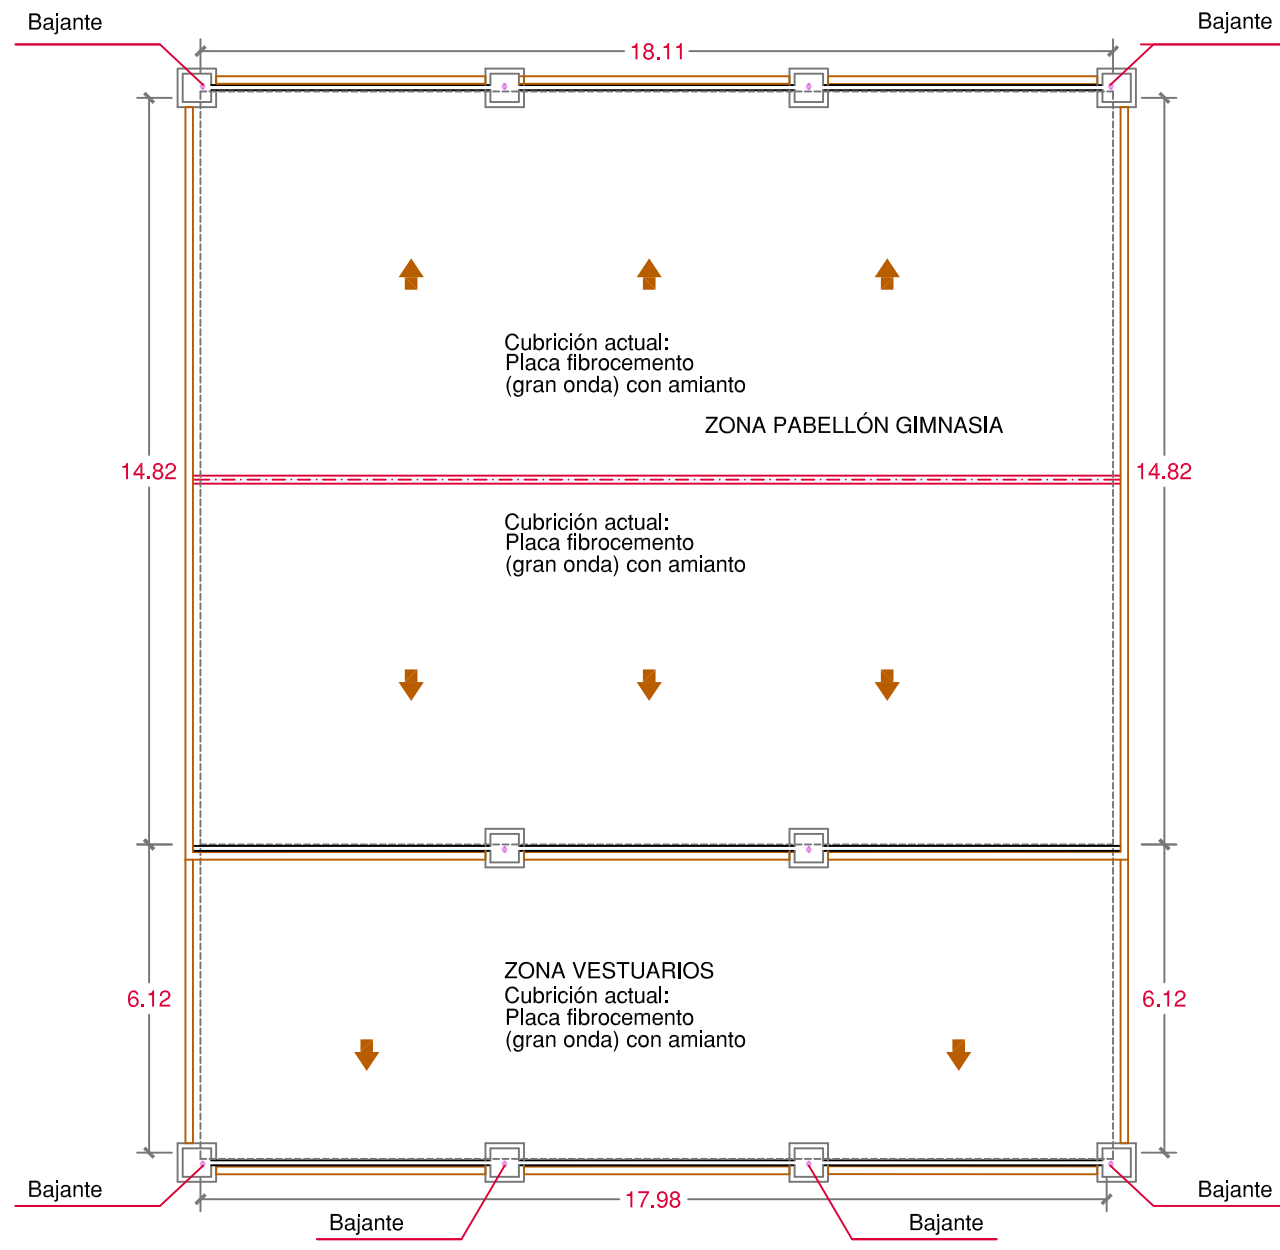 Bajante
Bajante
18.11
Cubrición actual:
Placa fibrocemento
(gran onda) con amianto
ZONA PABELLÓN GIMNASIA
14.82
14.82
Cubrición actual:
Placa fibrocemento
(gran onda) con amianto
ZONA VESTUARIOS
Cubrición actual:
Placa fibrocemento
(gran onda) con amianto
6.12
6.12
Bajante
Bajante
17.98
Bajante
Bajante